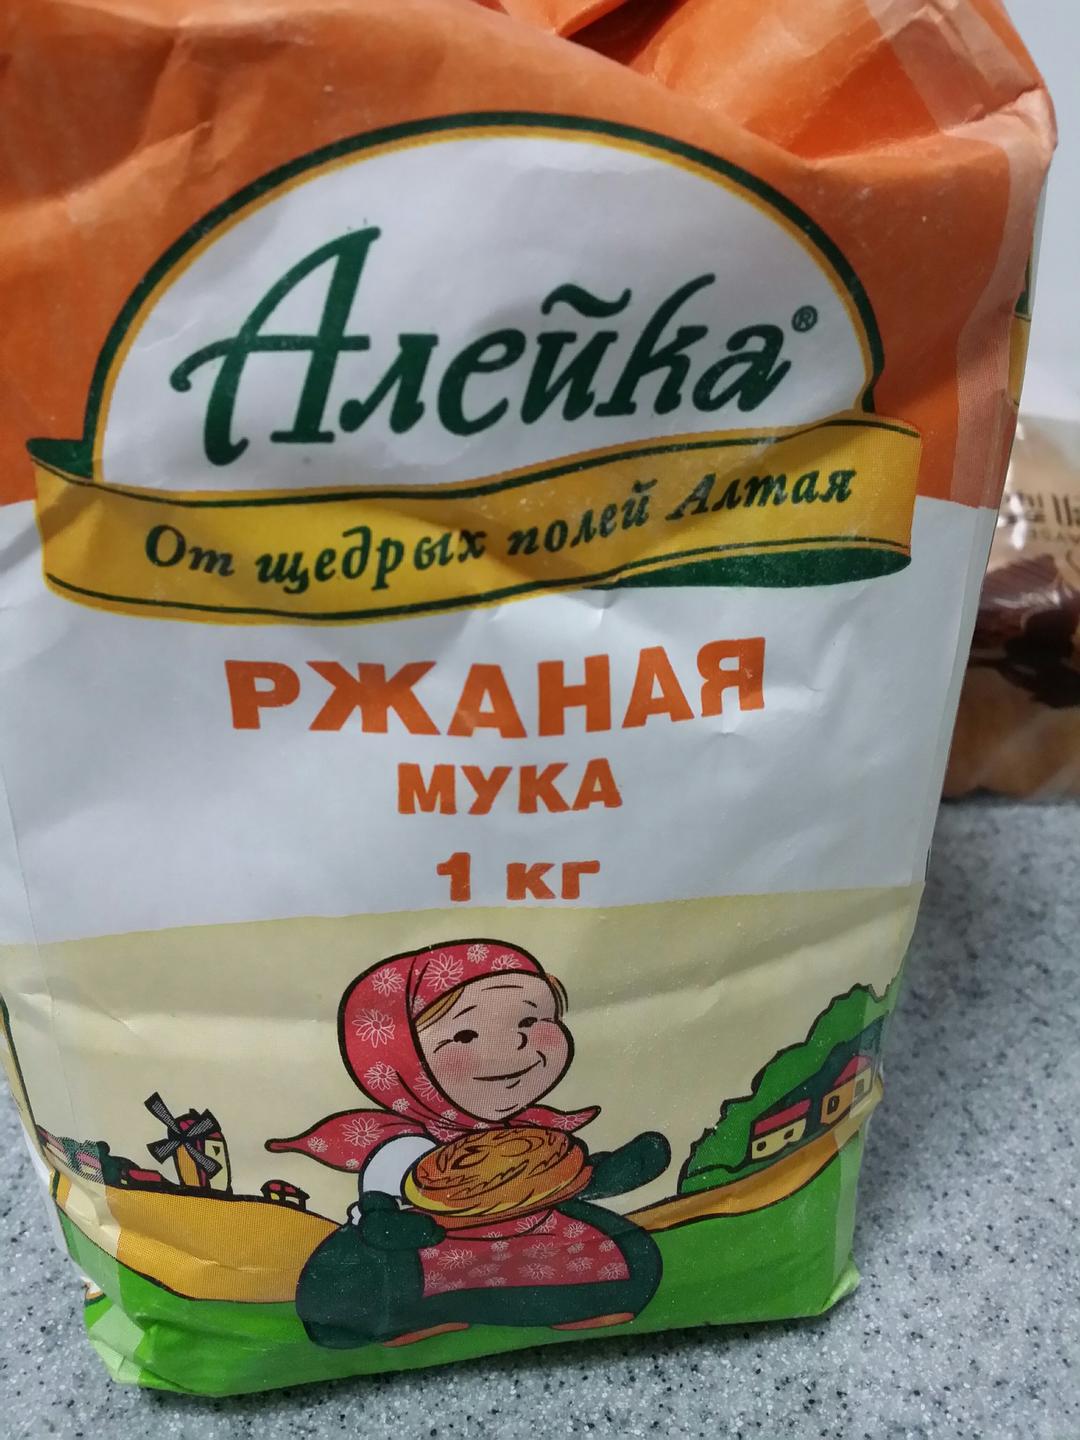 Алейка®
От щедрых полей Алтая
РЖАНАЯ
МУКА
1 кг